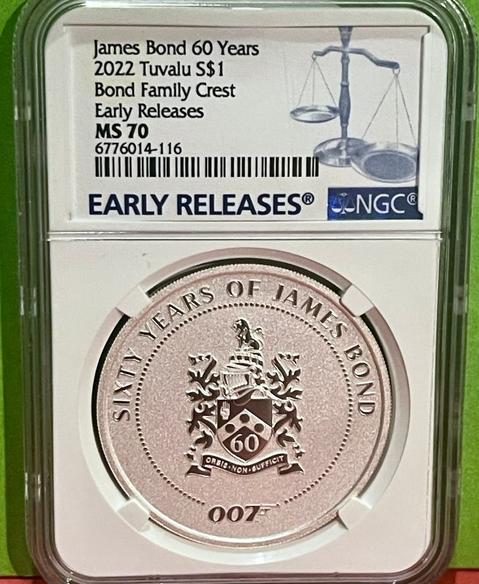 James Bond 60 Years
2022 Tuvalu S$1
Bond Family Crest
Early Releases
MS 70
6776014-116
EARLY RELEASES®
NGC®
SIXTY YEARS OF JAMES BOND
60
ORBIS·NON·SUFFICIT
007